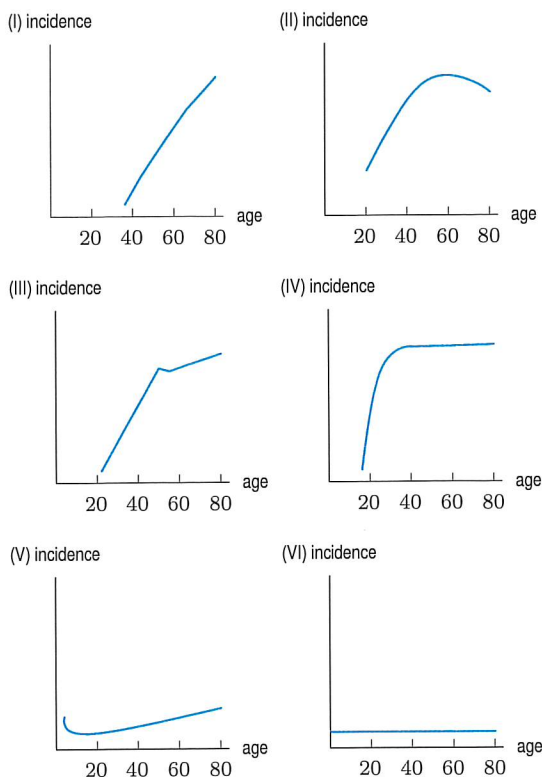 (I) incidence
age
20 40 60 80
(II) incidence
age
20 40 60 80
(III) incidence
age
20 40 60 80
(IV) incidence
age
20 40 60 80
(V) incidence
age
20 40 60 80
(VI) incidence
age
20 40 60 80